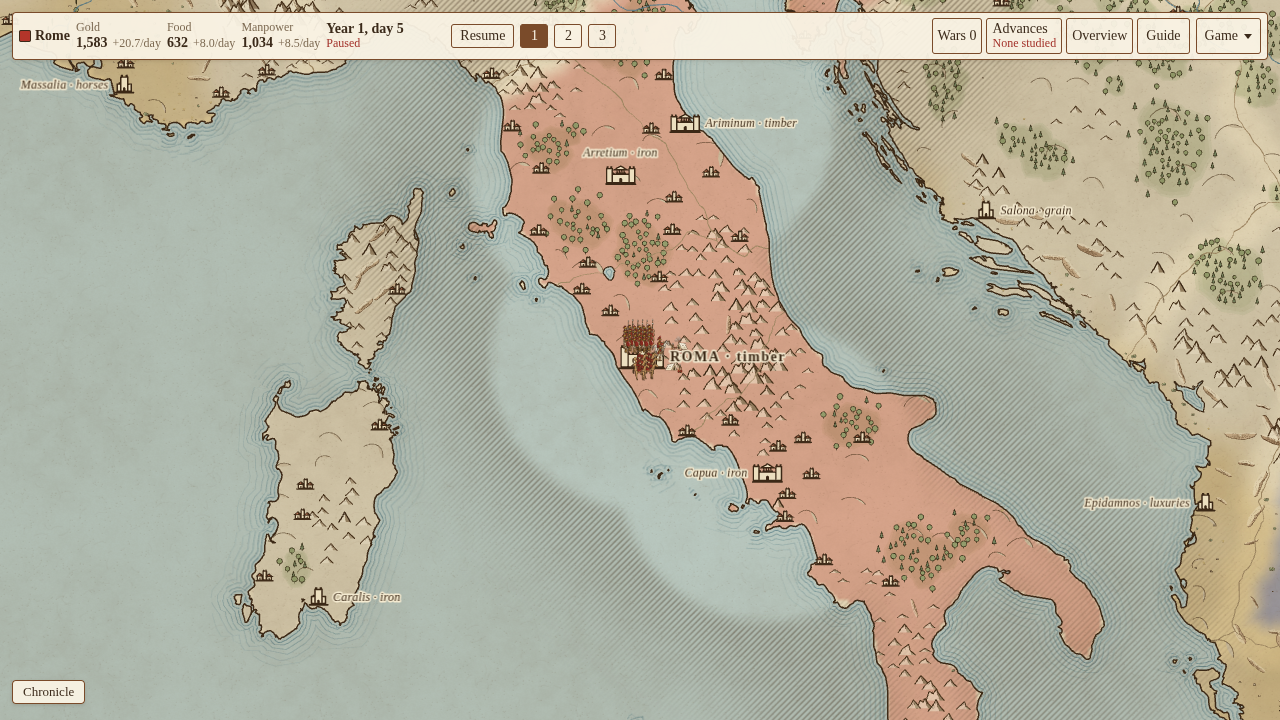 Rome
Gold
1,583 +20.7/day
Food
632 +8.0/day
Manpower
1,034 +8.5/day
Year 1, day 5
Paused
Resume
1
2
3
Wars 0
Advances
None studied
Overview
Guide
Game
Massalia · horses
Ariminum · timber
Arretium · iron
Salona · grain
ROMA · timber
Capua · iron
Epidamnos · luxuries
Caralis · iron
Chronicle